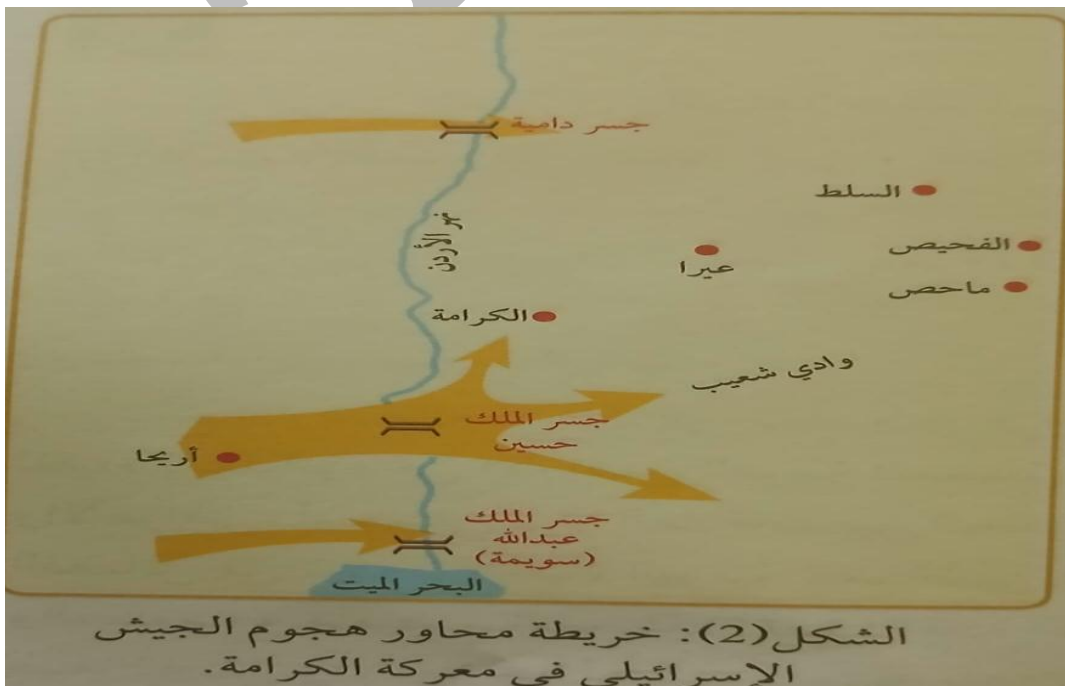 جسر دامية
السلط
نهر الأردن
الفحيص
عيرا
ماحص
الكرامة
وادي شعيب
جسر الملك
حسين
أريحا
جسر الملك
عبدالله
(سويمة)
البحر الميت
الشكل(2): خريطة محاور هجوم الجيش
الإسرائيلي في معركة الكرامة.